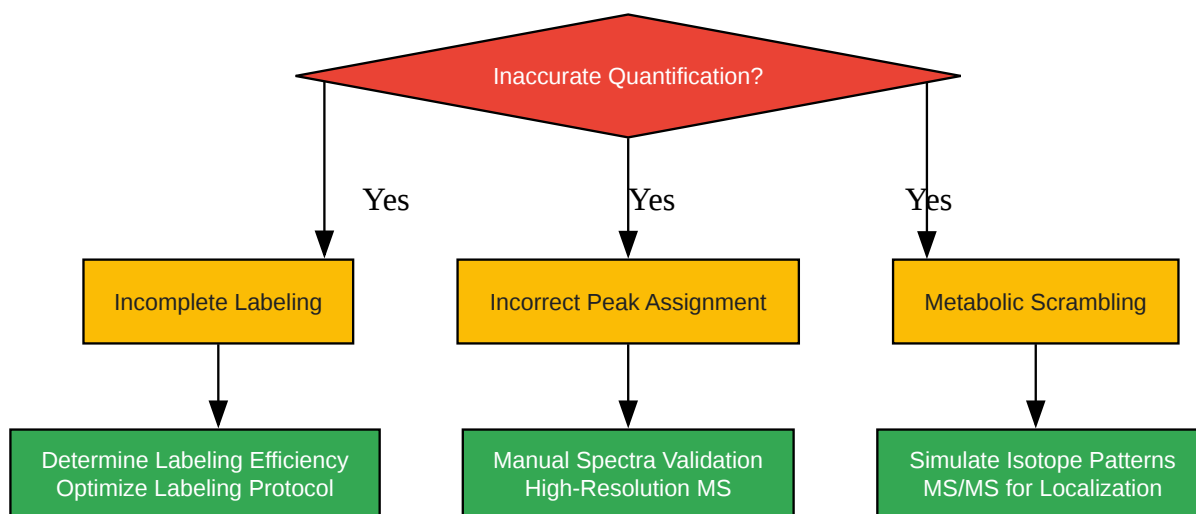 Inaccurate Quantification?
Yes
Yes
Yes
Incomplete Labeling
Incorrect Peak Assignment
Metabolic Scrambling
Determine Labeling Efficiency
Optimize Labeling Protocol
Manual Spectra Validation
High-Resolution MS
Simulate Isotope Patterns
MS/MS for Localization